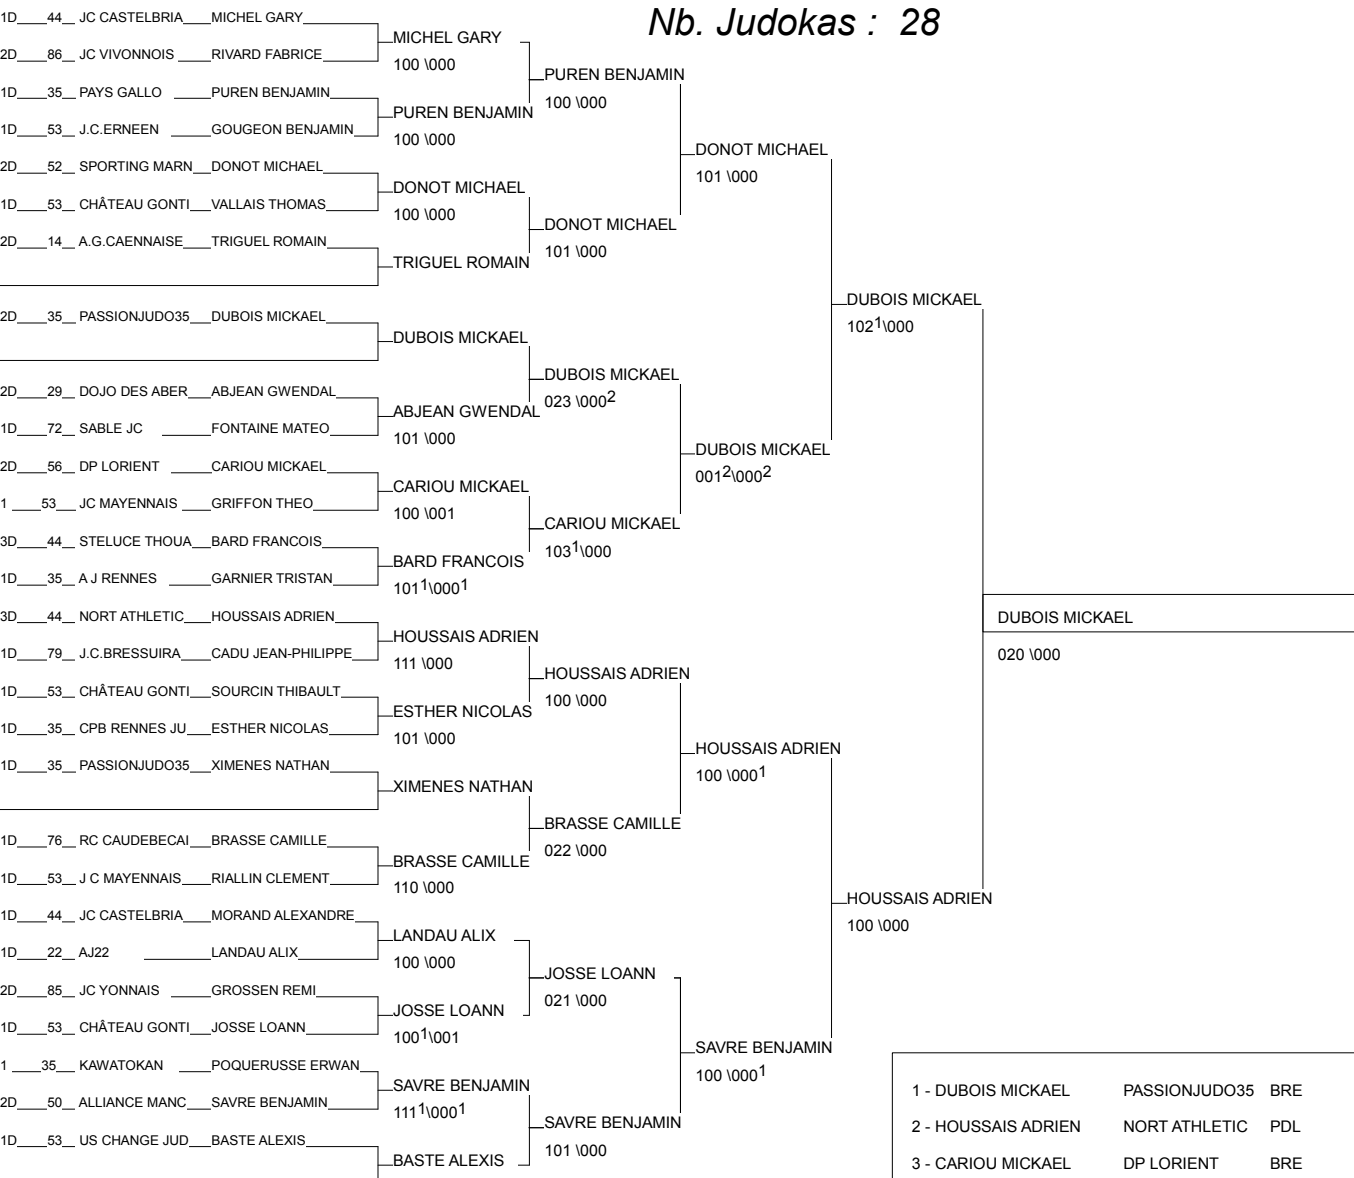 Nb. Judokas : 28
1D 44 JC CASTELBRIA MICHEL GARY
2D 86 JC VIVONNOIS RIVARD FABRICE
1D 35 PAYS GALLO PUREN BENJAMIN
1D 53 J.C.ERNEEN GOUGEON BENJAMIN
2D 52 SPORTING MARN DONOT MICHAEL
1D 53 CHÂTEAU GONTI VALLAIS THOMAS
2D 14 A.G.CAENNAISE TRIGUEL ROMAIN
2D 35 PASSIONJUDO35 DUBOIS MICKAEL
2D 29 DOJO DES ABER ABJEAN GWENDAL
1D 72 SABLE JC FONTAINE MATEO
2D 56 DP LORIENT CARIOU MICKAEL
1 53 JC MAYENNAIS GRIFFON THEO
3D 44 STELUCE THOUA BARD FRANCOIS
1D 35 A J RENNES GARNIER TRISTAN
3D 44 NORT ATHLETIC HOUSSAIS ADRIEN
1D 79 J.C.BRESSUIRA CADU JEAN-PHILIPPE
1D 53 CHÂTEAU GONTI SOURCIN THIBAULT
1D 35 CPB RENNES JU ESTHER NICOLAS
1D 35 PASSIONJUDO35 XIMENES NATHAN
1D 76 RC CAUDEBECAI BRASSE CAMILLE
1D 53 J C MAYENNAIS RIALLIN CLEMENT
1D 44 JC CASTELBRIA MORAND ALEXANDRE
1D 22 AJ22 LANDAU ALIX
2D 85 JC YONNAIS GROSSEN REMI
1D 53 CHÂTEAU GONTI JOSSE LOANN
1 35 KAWATOKAN POQUERUSSE ERWAN
2D 50 ALLIANCE MANC SAVRE BENJAMIN
1D 53 US CHANGE JUD BASTE ALEXIS
MICHEL GARY
100 \000
PUREN BENJAMIN
100 \000
DONOT MICHAEL
100 \000
TRIGUEL ROMAIN
DUBOIS MICKAEL
ABJEAN GWENDAL
101 \000
CARIOU MICKAEL
100 \001
BARD FRANCOIS
101¹\000¹
HOUSSAIS ADRIEN
111 \000
ESTHER NICOLAS
101 \000
XIMENES NATHAN
BRASSE CAMILLE
110 \000
LANDAU ALIX
100 \000
JOSSE LOANN
100¹\001
SAVRE BENJAMIN
111¹\000¹
BASTE ALEXIS
PUREN BENJAMIN
100 \000
DONOT MICHAEL
101 \000
DUBOIS MICKAEL
023 \000²
CARIOU MICKAEL
103¹\000
HOUSSAIS ADRIEN
100 \000
BRASSE CAMILLE
022 \000
JOSSE LOANN
021 \000
SAVRE BENJAMIN
101 \000
DONOT MICHAEL
101 \000
DUBOIS MICKAEL
001²\000²
HOUSSAIS ADRIEN
100 \000¹
SAVRE BENJAMIN
100 \000¹
DUBOIS MICKAEL
102¹\000
HOUSSAIS ADRIEN
100 \000
DUBOIS MICKAEL
020 \000
1 - DUBOIS MICKAEL PASSIONJUDO35 BRE
2 - HOUSSAIS ADRIEN NORT ATHLETIC PDL
3 - CARIOU MICKAEL DP LORIENT BRE